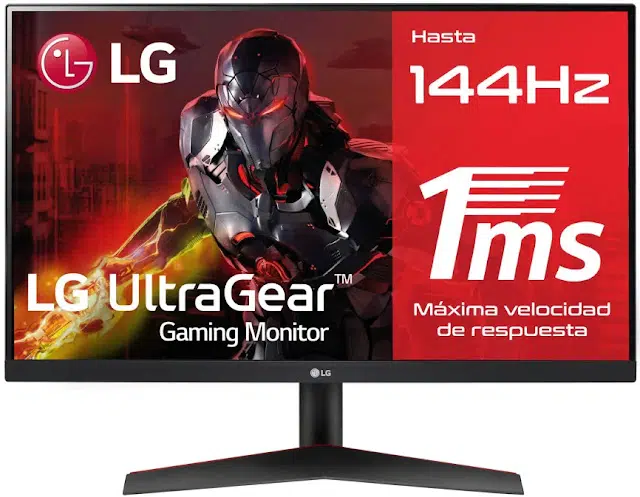 LG
LG UltraGear™
Gaming Monitor
Hasta
144Hz
1ms
Máxima velocidad
de respuesta
LG